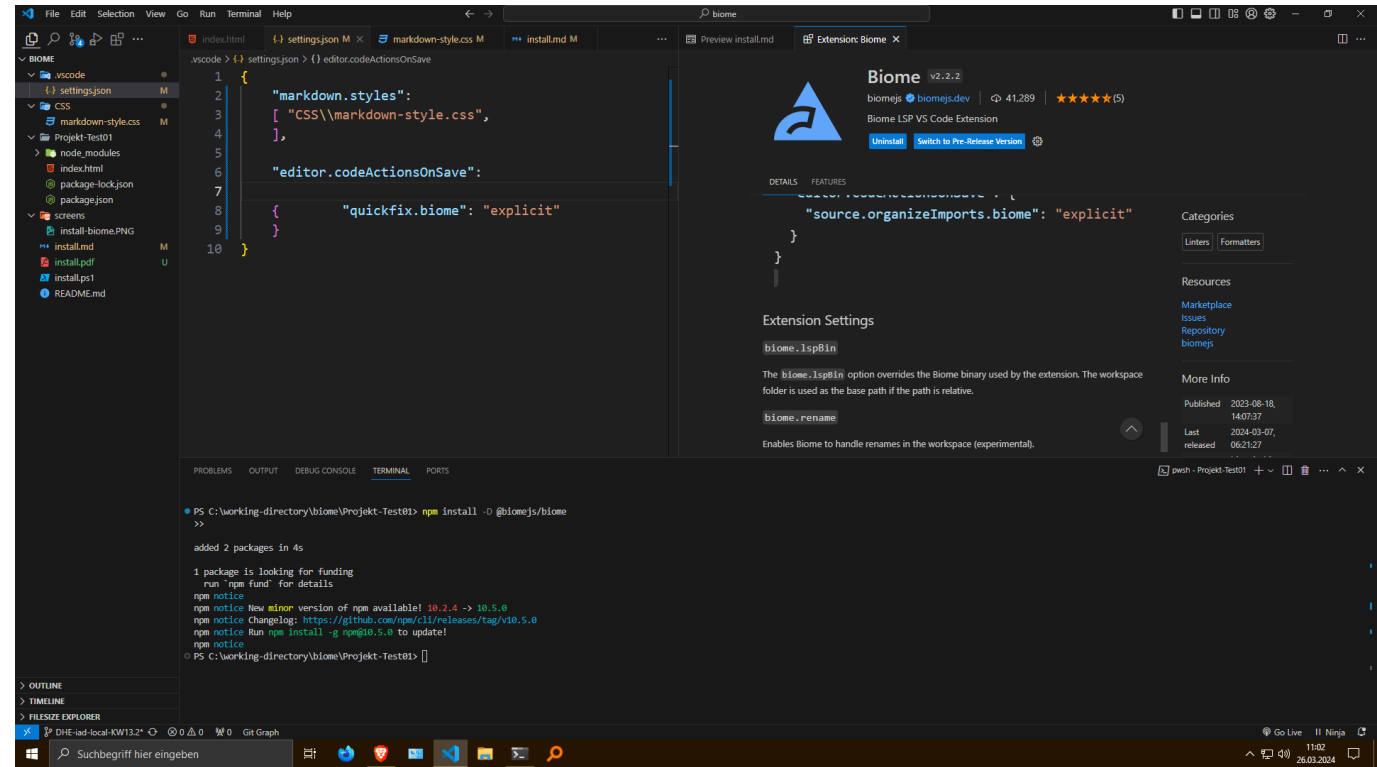 File Edit Selection View Go Run Terminal Help
biome
index.html
settings.json M
markdown-style.css M
install.md M
Preview install.md
Extension: Biome
BIOME
.vscode
settings.json M
CSS
markdown-style.css M
Projekt-Test01
node_modules
index.html
package-lock.json
package.json
screens
install-biome.PNG
install.md M
install.pdf U
install.ps1
README.md
OUTLINE
TIMELINE
FILESIZE EXPLORER
.vscode > settings.json > {} editor.codeActionsOnSave
1 {
2 "markdown.styles":
3 [ "CSS\\markdown-style.css",
4 ],
5
6 "editor.codeActionsOnSave":
7
8 { "quickfix.biome": "explicit"
9 }
10 }
Biome v2.2.2
biomejs biomejs.dev 41,289 (5)
Biome LSP VS Code Extension
Uninstall Switch to Pre-Release Version
DETAILS FEATURES
"source.organizeImports.biome": "explicit"
}
}
Extension Settings
biome.lspBin
The biome.lspBin option overrides the Biome binary used by the extension. The workspace
folder is used as the base path if the path is relative.
biome.rename
Enables Biome to handle renames in the workspace (experimental).
Categories
Linters Formatters
Resources
Marketplace
Issues
Repository
biomejs
More Info
Published 2023-08-18,
14:07:37
Last 2024-03-07,
released 06:21:27
PROBLEMS OUTPUT DEBUG CONSOLE TERMINAL PORTS
pwsh - Projekt-Test01
PS C:\working-directory\biome\Projekt-Test01> npm install -D @biomejs/biome
>>
added 2 packages in 4s
1 package is looking for funding
run `npm fund` for details
npm notice
npm notice New minor version of npm available! 10.2.4 -> 10.5.0
npm notice Changelog: https://github.com/npm/cli/releases/tag/v10.5.0
npm notice Run npm install -g npm@10.5.0 to update!
npm notice
PS C:\working-directory\biome\Projekt-Test01>
DHE-iad-local-KW13.2* 0 0 0 Git Graph
Go Live Ninja
Suchbegriff hier eingeben
11:02
26.03.2024